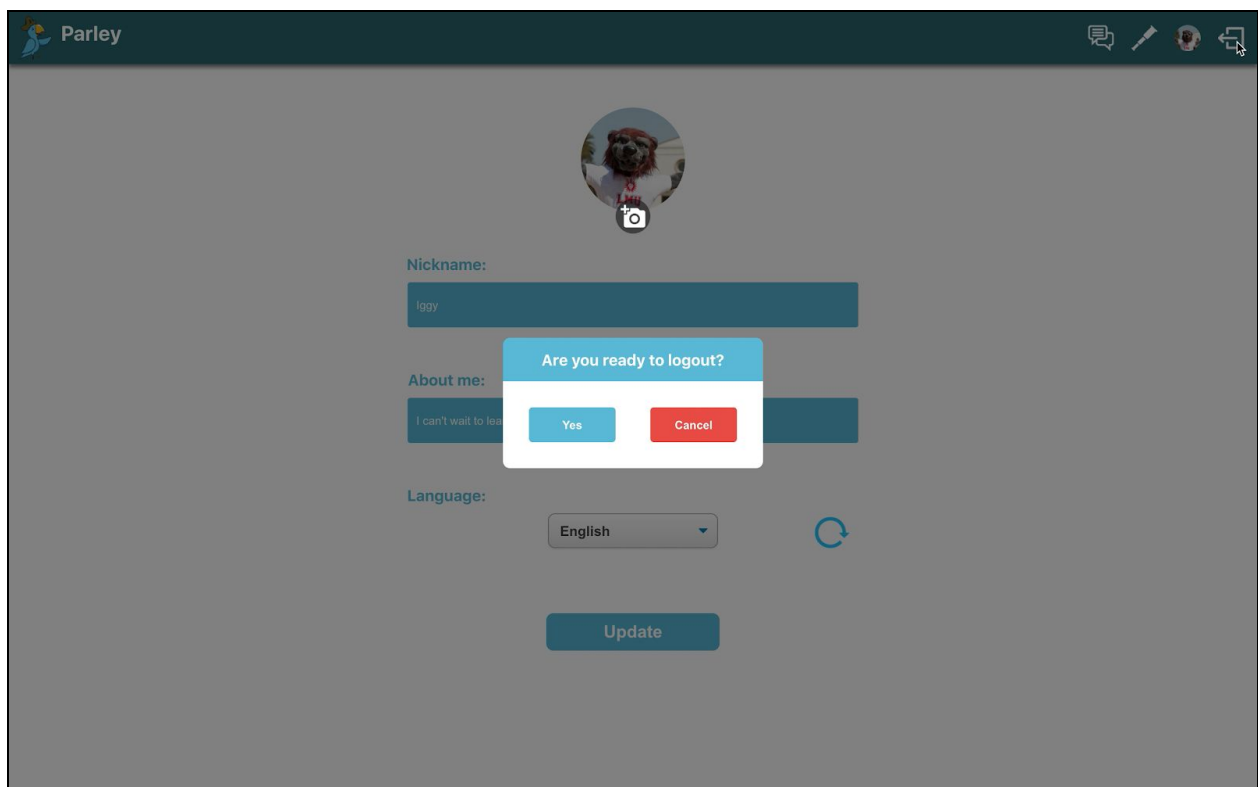 Parley
LMU
Nickname:
Iggy
Are you ready to logout?
About me:
I can't wait to lea
Yes
Cancel
Language:
English
Update